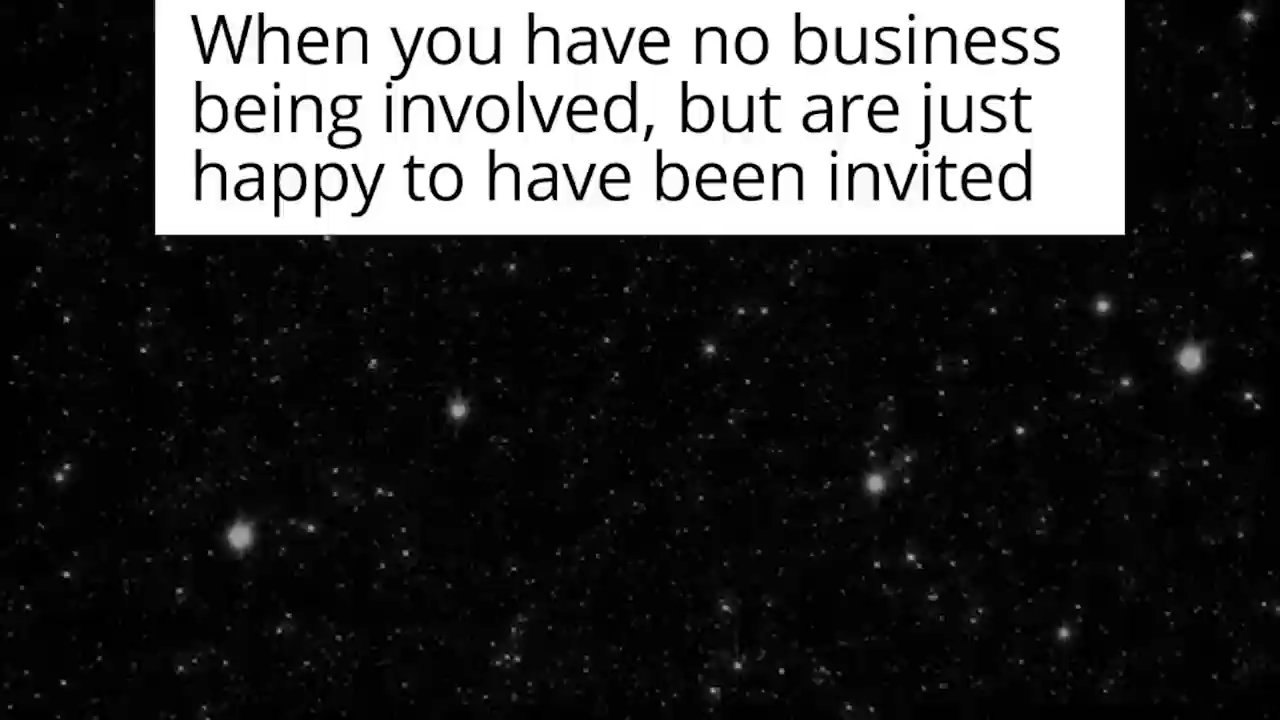 When you have no business
being involved, but are just
happy to have been invited